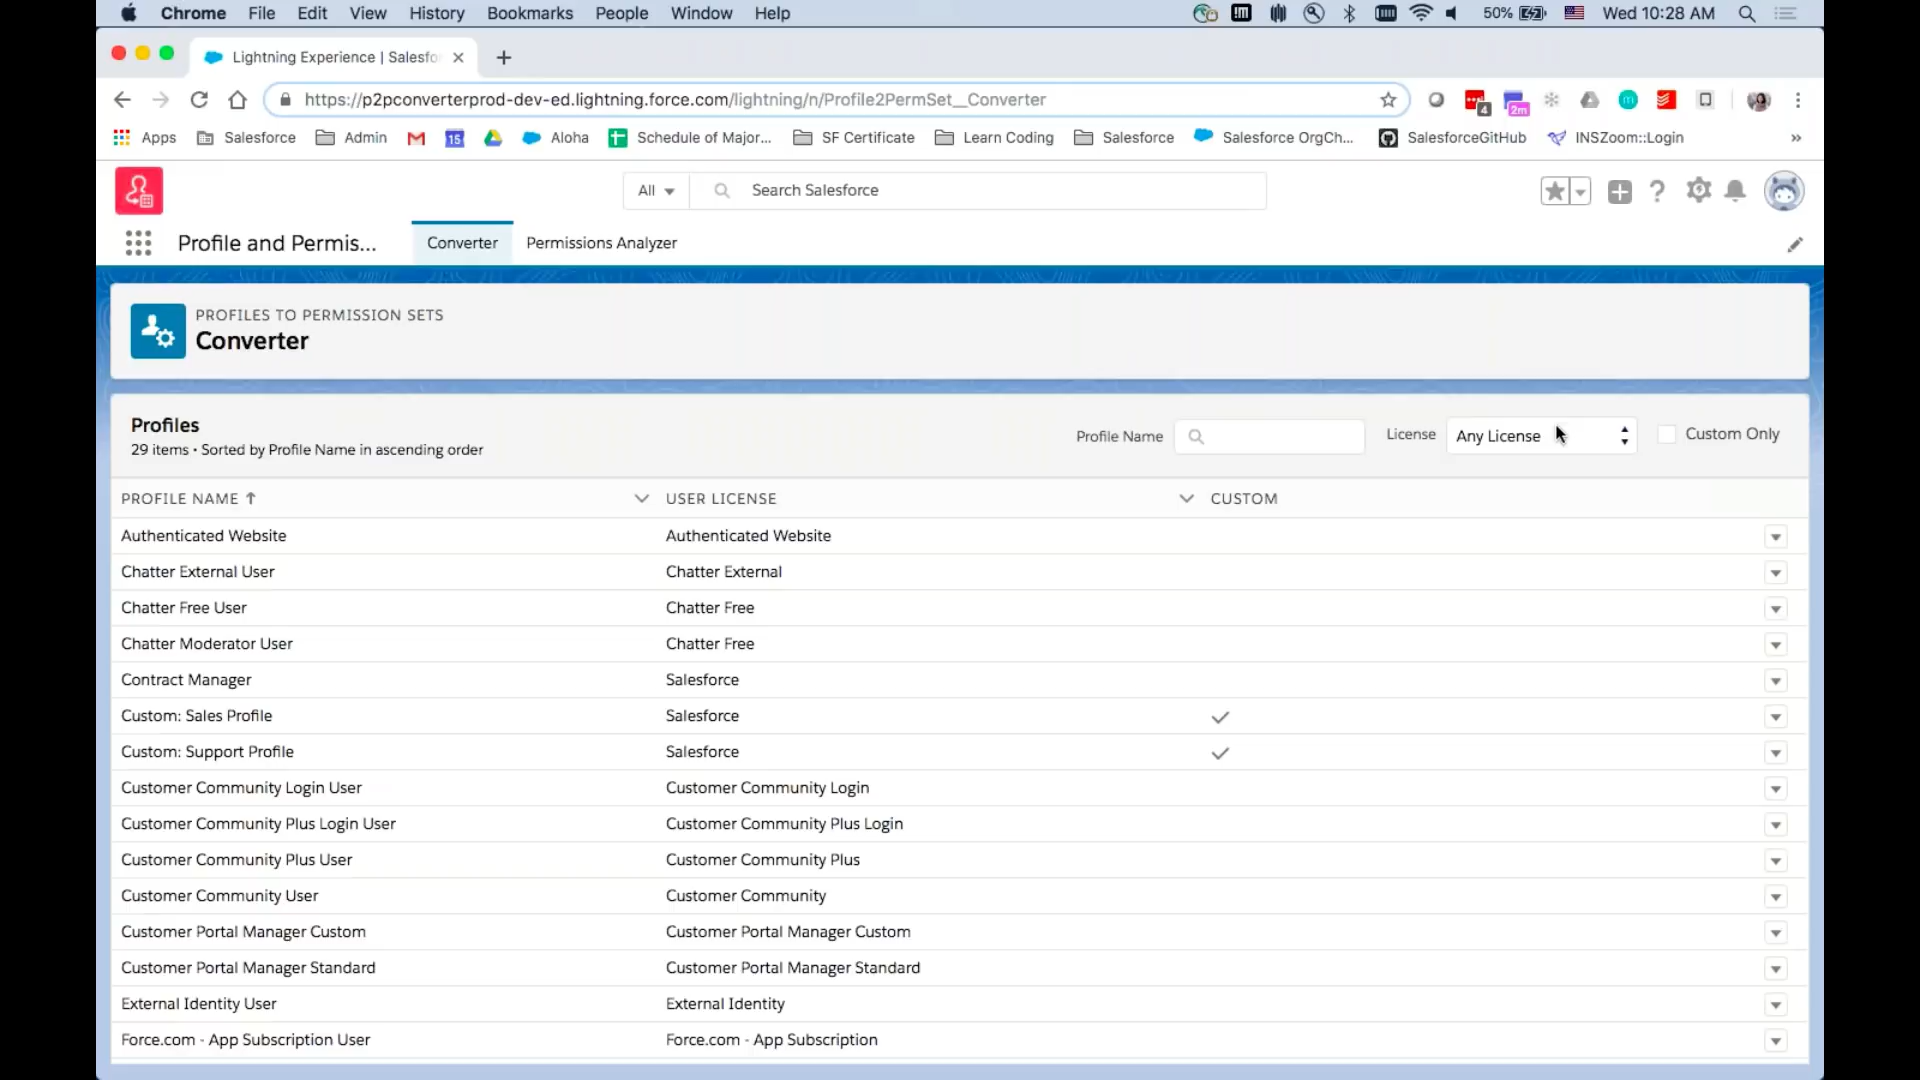 Chrome File Edit View History Bookmarks People Window Help 50% Wed 10:28 AM
Lightning Experience | Salesfo
https://p2pconverterprod-dev-ed.lightning.force.com/lightning/n/Profile2PermSet__Converter 4 2m
Apps Salesforce Admin 15 Aloha Schedule of Major... SF Certificate Learn Coding Salesforce Salesforce OrgCh... SalesforceGitHub INSZoom::Login »
All Search Salesforce
Profile and Permis... Converter Permissions Analyzer
PROFILES TO PERMISSION SETS
Converter
Profiles
29 items • Sorted by Profile Name in ascending order
Profile Name License Any License Custom Only
PROFILE NAME USER LICENSE CUSTOM
Authenticated Website Authenticated Website
Chatter External User Chatter External
Chatter Free User Chatter Free
Chatter Moderator User Chatter Free
Contract Manager Salesforce
Custom: Sales Profile Salesforce
Custom: Support Profile Salesforce
Customer Community Login User Customer Community Login
Customer Community Plus Login User Customer Community Plus Login
Customer Community Plus User Customer Community Plus
Customer Community User Customer Community
Customer Portal Manager Custom Customer Portal Manager Custom
Customer Portal Manager Standard Customer Portal Manager Standard
External Identity User External Identity
Force.com - App Subscription User Force.com - App Subscription